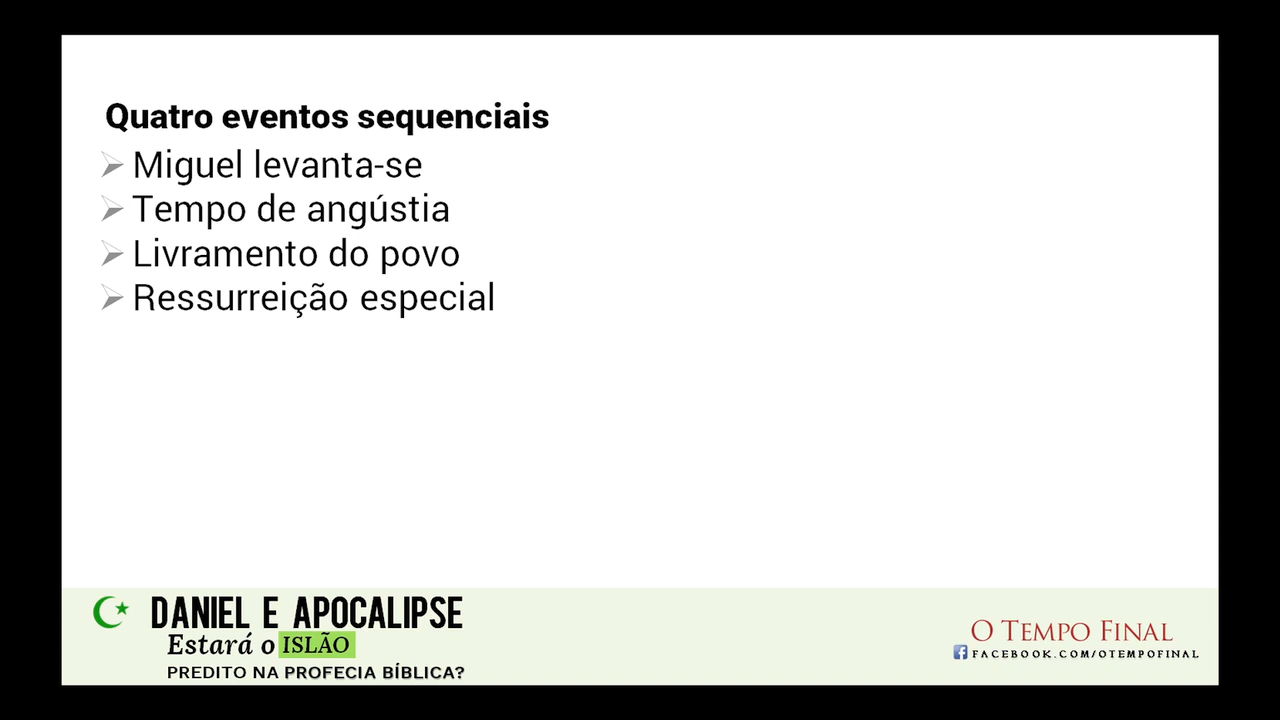 Quatro eventos sequenciais
Miguel levanta-se
Tempo de angústia
Livramento do povo
Ressurreição especial
DANIEL E APOCALIPSE
Estará o ISLÃO
PREDITO NA PROFECIA BÍBLICA?
O TEMPO FINAL
FACEBOOK.COM/OTEMPOFINAL